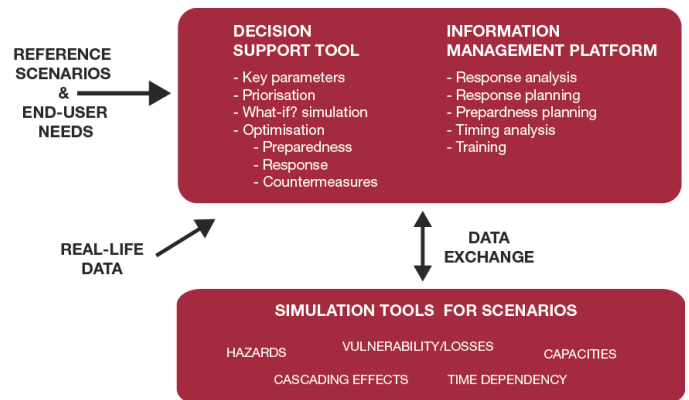 REFERENCE
SCENARIOS
&
END-USER
NEEDS
DECISION
SUPPORT TOOL
- Key parameters
- Priorisation
- What-if? simulation
- Optimisation
- Preparedness
- Response
- Countermeasures
INFORMATION
MANAGEMENT PLATFORM
- Response analysis
- Response planning
- Prepardness planning
- Timing analysis
- Training
REAL-LIFE
DATA
DATA
EXCHANGE
SIMULATION TOOLS FOR SCENARIOS
HAZARDS
VULNERABILITY/LOSSES
CAPACITIES
CASCADING EFFECTS
TIME DEPENDENCY